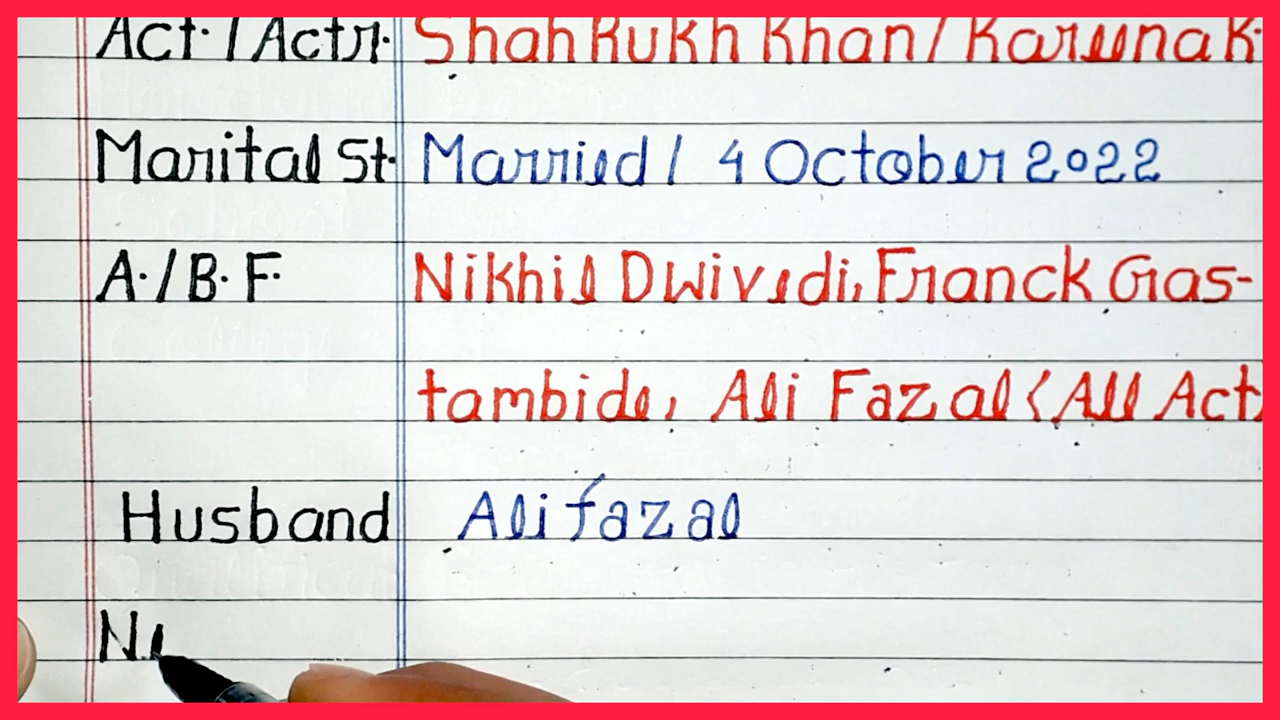 Act. / Actr. Shah Rukh Khan / Kareena K.
Marital St. Married / 4 October 2022
A. / B. F. Nikhil Dwivedi, Franck Gas-
tambide, Ali Fazal (All Act
Husband Ali fazal
Ne